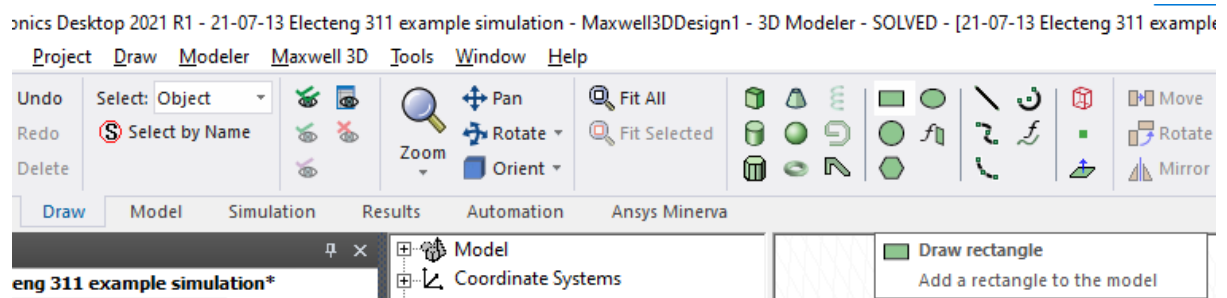 onics Desktop 2021 R1 - 21-07-13 Electeng 311 example simulation - Maxwell3DDesign1 - 3D Modeler - SOLVED - [21-07-13 Electeng 311 example
Project Draw Modeler Maxwell 3D Tools Window Help
Undo Select: Object Pan Fit All Move
Redo S Select by Name Rotate Fit Selected Rotate
Delete Zoom Orient Mirror
Draw Model Simulation Results Automation Ansys Minerva
Model Draw rectangle
eng 311 example simulation* Coordinate Systems Add a rectangle to the model